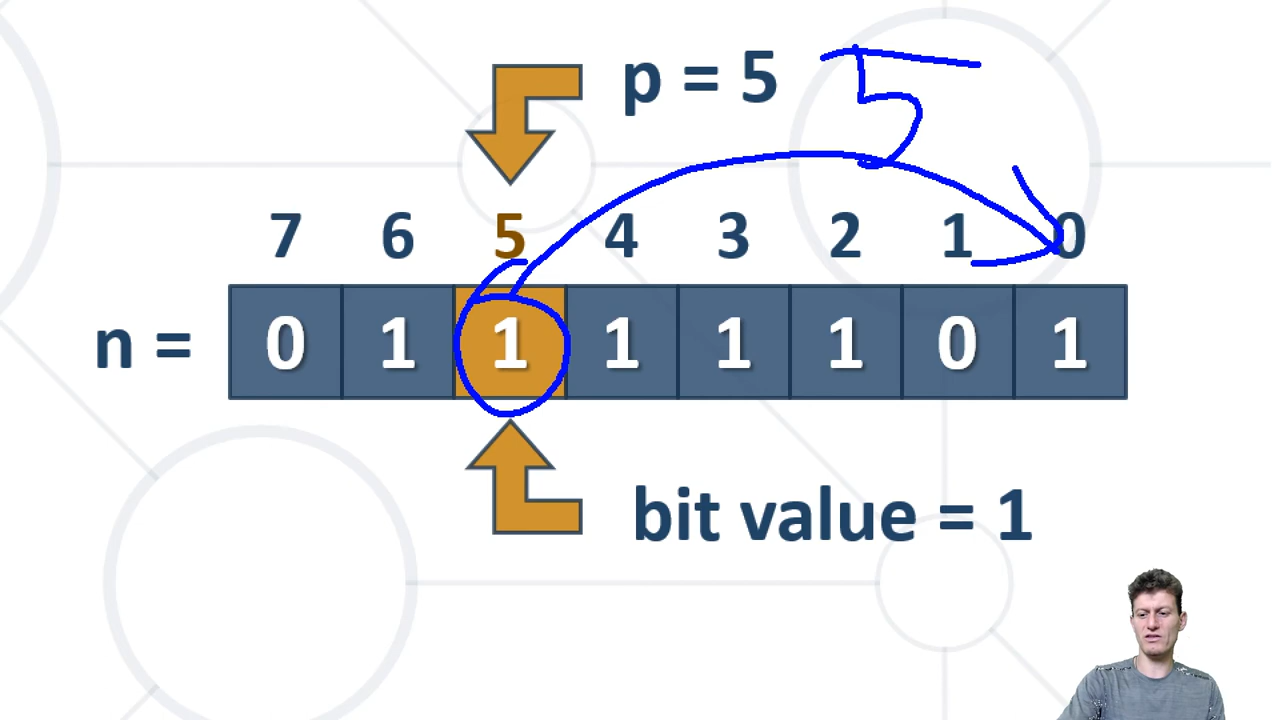 p = 5 5
7 6 5 4 3 2 1 0
n = 0 1 1 1 1 1 0 1
bit value = 1